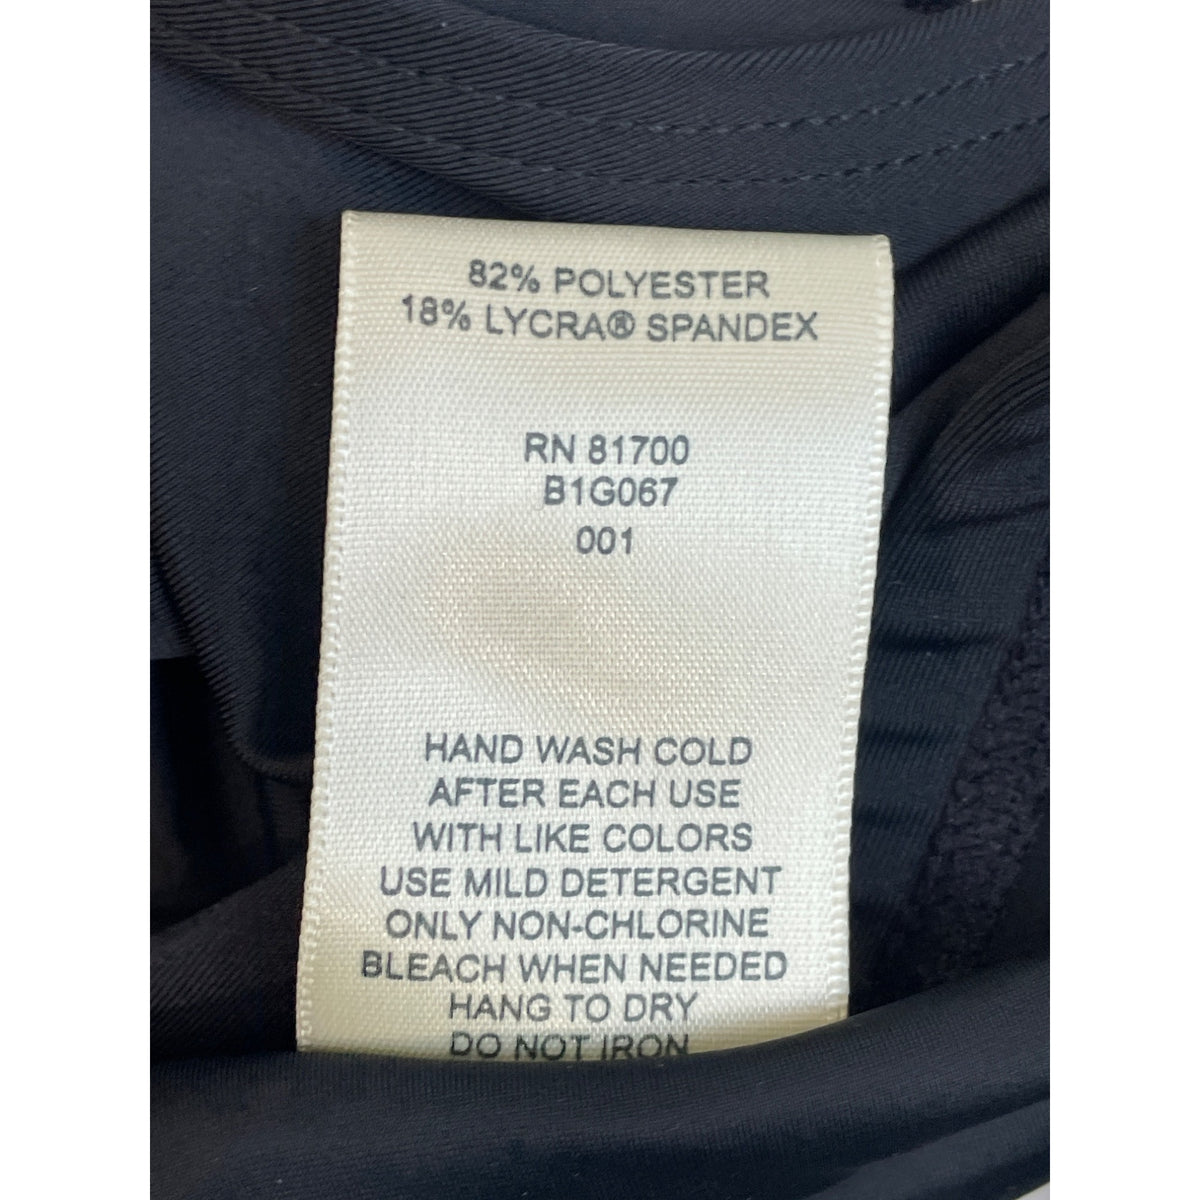 82% POLYESTER
18% LYCRA® SPANDEX
RN 81700
B1G067
001
HAND WASH COLD
AFTER EACH USE
WITH LIKE COLORS
USE MILD DETERGENT
ONLY NON-CHLORINE
BLEACH WHEN NEEDED
HANG TO DRY
DO NOT IRON